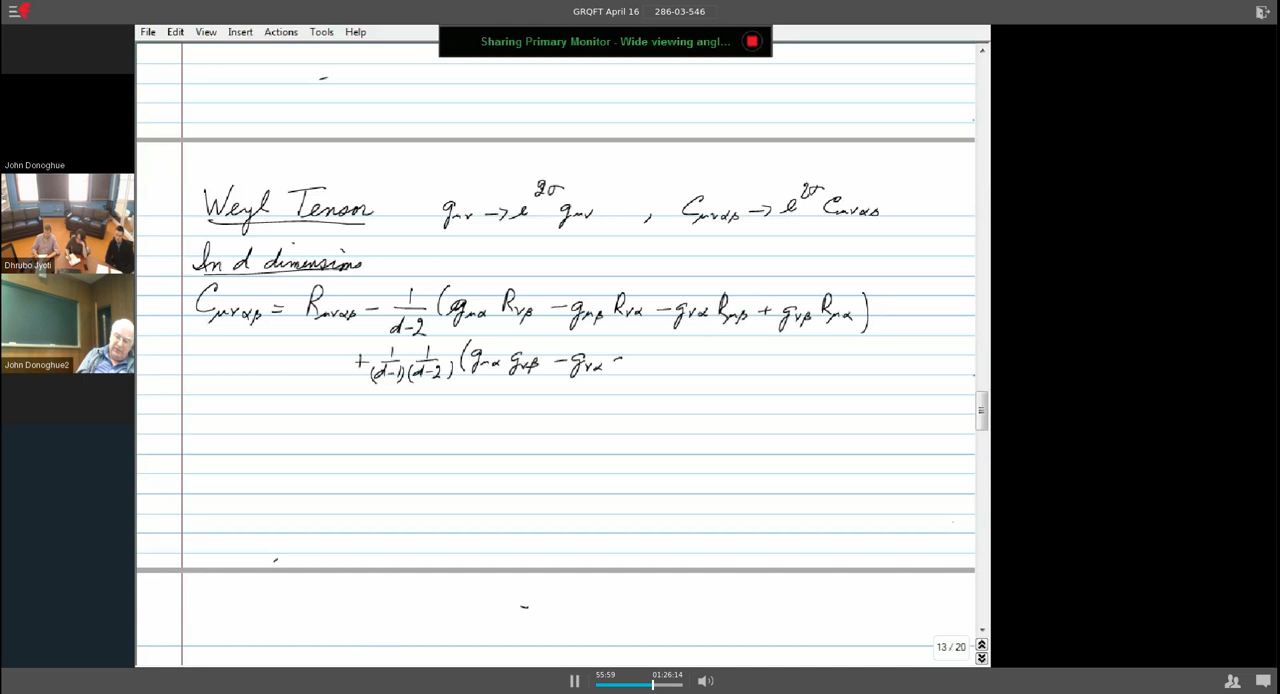 GRQFT April 16 286-03-546
File Edit View Insert Actions Tools Help
Sharing Primary Monitor - Wide viewing angl...
John Donoghue
Dhrubo Jyoti
John Donoghue2
Weyl Tensor g_{μν} → e^{2σ} g_{μν} , C_{μναβ} → e^{2σ} C_{μναβ}
In d dimensions
C_{μναβ} = R_{μναβ} - \frac{1}{d-2} (g_{μα} R_{νβ} - g_{μβ} R_{να} - g_{να} R_{μβ} + g_{νβ} R_{μα})
+ \frac{1}{(d-1)} \frac{1}{(d-2)} (g_{μα} g_{νβ} - g_{να} -
13 / 20
55:59 01:26:14